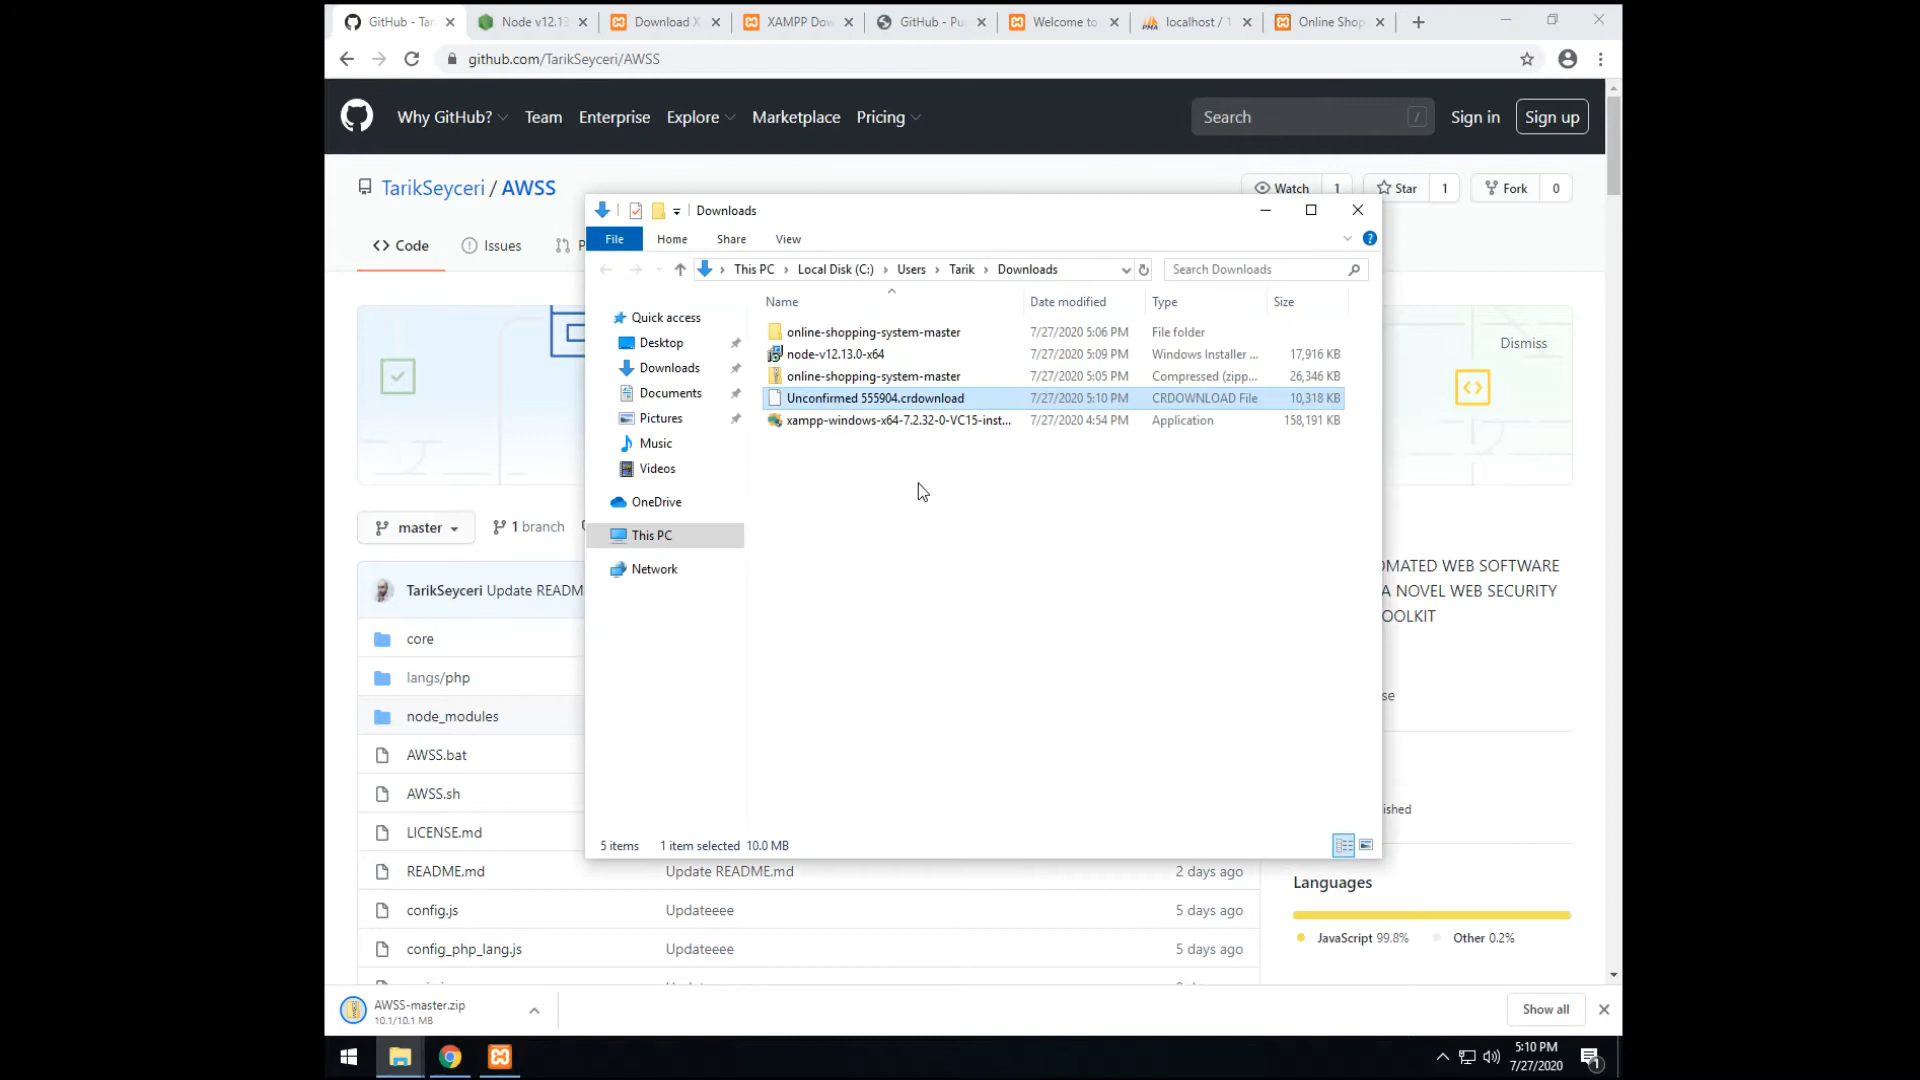 GitHub - Tar
Node v12.13
Download X
XAMPP Dow
GitHub - Pu
Welcome to
localhost / 1
Online Shop
github.com/TarikSeyceri/AWSS
Why GitHub?
Team
Enterprise
Explore
Marketplace
Pricing
Search
/
Sign in
Sign up
TarikSeyceri / AWSS
Watch 1
Star 1
Fork 0
Code
Issues
P
Downloads
File
Home
Share
View
This PC
Local Disk (C:)
Users
Tarik
Downloads
Search Downloads
Name
Date modified
Type
Size
online-shopping-system-master 7/27/2020 5:06 PM File folder
node-v12.13.0-x64 7/27/2020 5:09 PM Windows Installer ... 17,916 KB
online-shopping-system-master 7/27/2020 5:05 PM Compressed (zipp... 26,346 KB
Unconfirmed 555904.crdownload 7/27/2020 5:10 PM CRDOWNLOAD File 10,318 KB
xampp-windows-x64-7.2.32-0-VC15-inst... 7/27/2020 4:54 PM Application 158,191 KB
Quick access
Desktop
Downloads
Documents
Pictures
Music
Videos
OneDrive
This PC
Network
5 items
1 item selected 10.0 MB
Dismiss
master
1 branch
TarikSeyceri Update README
core
langs/php
node_modules
AWSS.bat
AWSS.sh
LICENSE.md
README.md Update README.md 2 days ago
config.js Updateeee 5 days ago
config_php_lang.js Updateeee 5 days ago
OMATED WEB SOFTWARE
A NOVEL WEB SECURITY
OOLKIT
se
ished
Languages
JavaScript 99.8%
Other 0.2%
AWSS-master.zip
10.1/10.1 MB
Show all
5:10 PM
7/27/2020
1